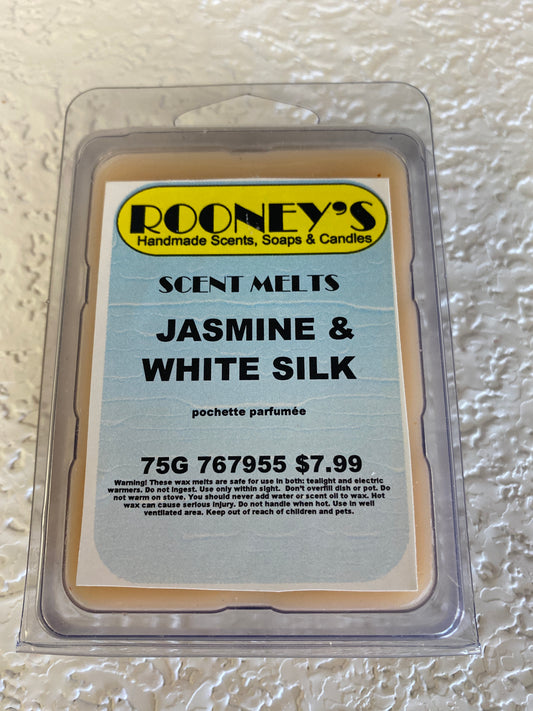 ROONEY'S
Handmade Scents, Soaps & Candles
SCENT MELTS
JASMINE &
WHITE SILK
pochette parfumée
75G 767955 $7.99
Warning! These wax melts are safe for use in both: tealight and electric
warmers. Do not ingest. Use only within sight.  Don't overfill dish or pot. Do
not warm on stove. You should never add water or scent oil to wax. Hot
wax can cause serious injury. Do not handle when hot. Use in well
ventilated area. Keep out of reach of children and pets.